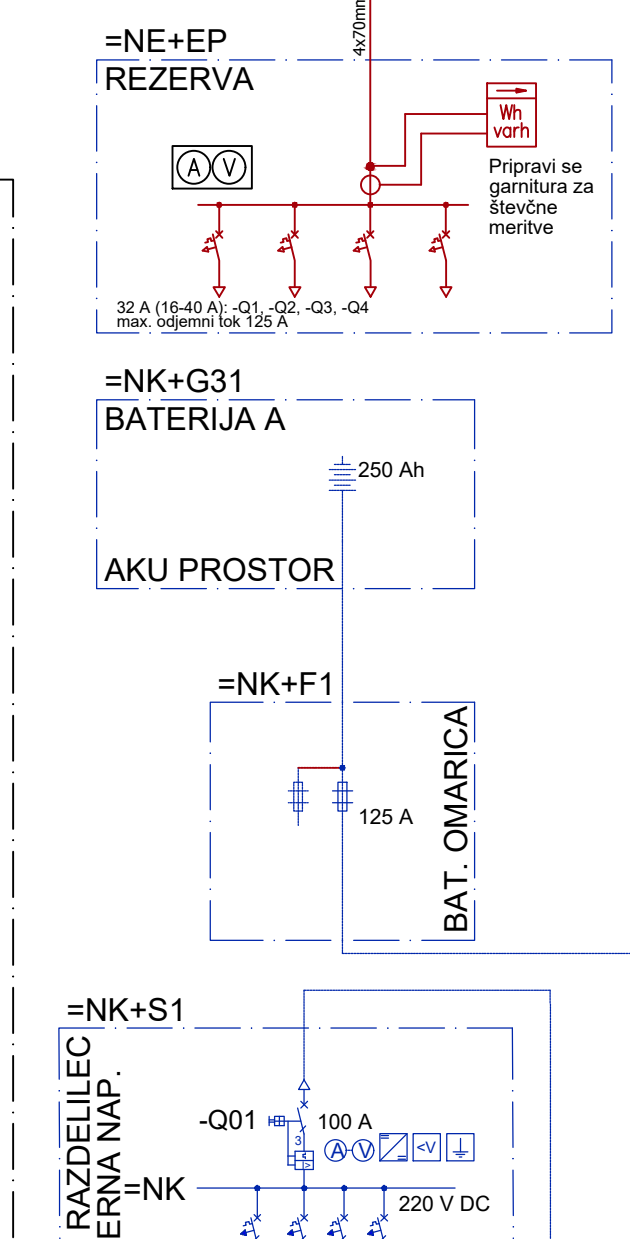 4x70mm
=NE+EP
REZERVA
Wh
varh
A V
Pripravi se
garnitura za
števčne
meritve
32 A (16-40 A): -Q1, -Q2, -Q3, -Q4
max. odjemni tok 125 A
=NK+G31
BATERIJA A
250 Ah
AKU PROSTOR
=NK+F1
125 A
BAT. OMARICA
=NK+S1
RAZDELILEC
ERNA NAP.
-Q01
100 A
3
A V <V
>
=NK
220 V DC